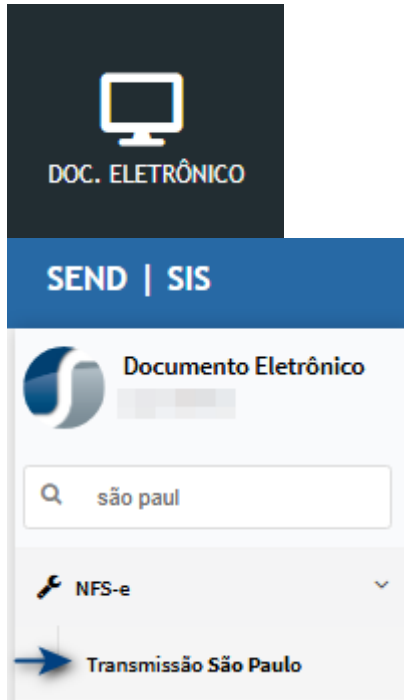 DOC. ELETRÔNICO
SEND | SIS
Documento Eletrônico
são paul
NFS-e
Transmissão São Paulo